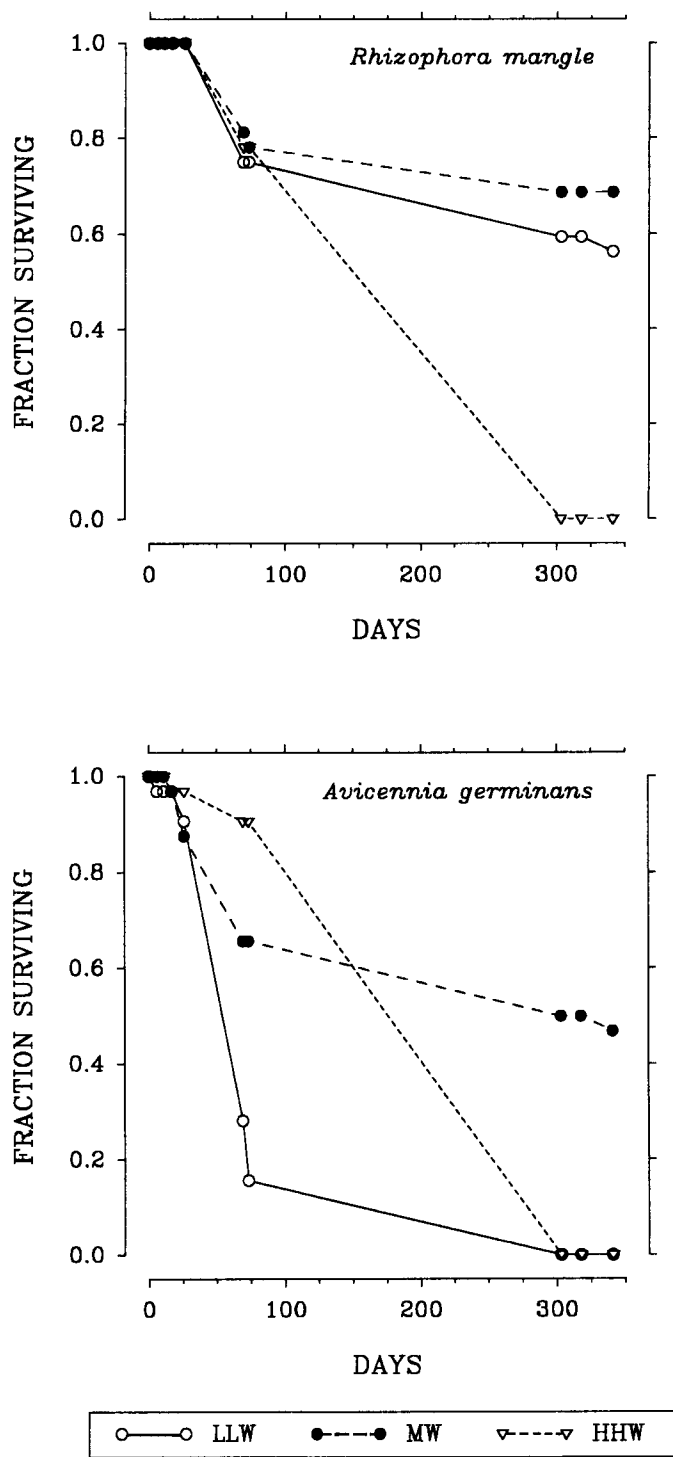 Rhizophora mangle
1.0
0.8
0.6
0.4
0.2
0.0
FRACTION SURVIVING
0 100 200 300
DAYS
Avicennia germinans
1.0
0.8
0.6
0.4
0.2
0.0
FRACTION SURVIVING
0 100 200 300
DAYS
LLW MW HHW